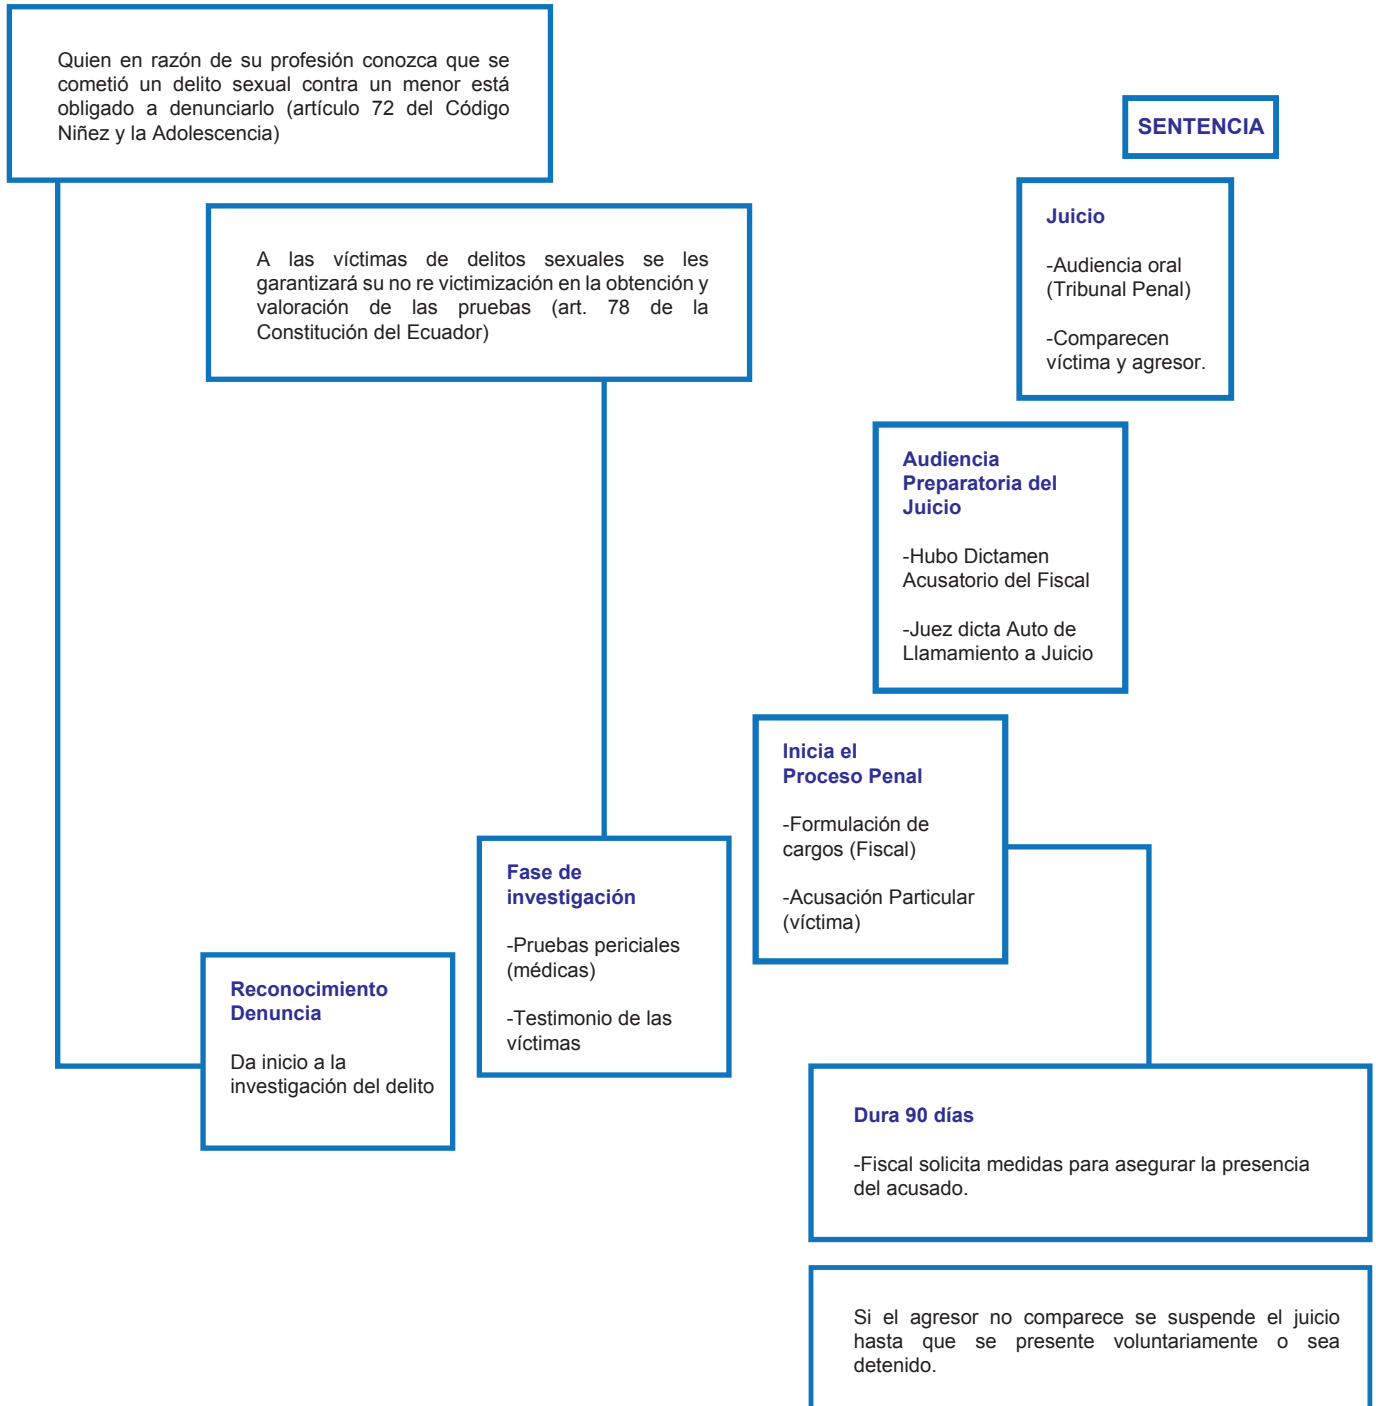 Quien en razón de su profesión conozca que se
cometió un delito sexual contra un menor está
obligado a denunciarlo (artículo 72 del Código
Niñez y la Adolescencia)
SENTENCIA
Juicio
-Audiencia oral
(Tribunal Penal)
-Comparecen
víctima y agresor.
A las víctimas de delitos sexuales se les
garantizará su no re victimización en la obtención y
valoración de las pruebas (art. 78 de la
Constitución del Ecuador)
Audiencia
Preparatoria del
Juicio
-Hubo Dictamen
Acusatorio del Fiscal
-Juez dicta Auto de
Llamamiento a Juicio
Inicia el
Proceso Penal
-Formulación de
cargos (Fiscal)
-Acusación Particular
(víctima)
Fase de
investigación
-Pruebas periciales
(médicas)
-Testimonio de las
víctimas
Reconocimiento
Denuncia
Da inicio a la
investigación del delito
Dura 90 días
-Fiscal solicita medidas para asegurar la presencia
del acusado.
Si el agresor no comparece se suspende el juicio
hasta que se presente voluntariamente o sea
detenido.